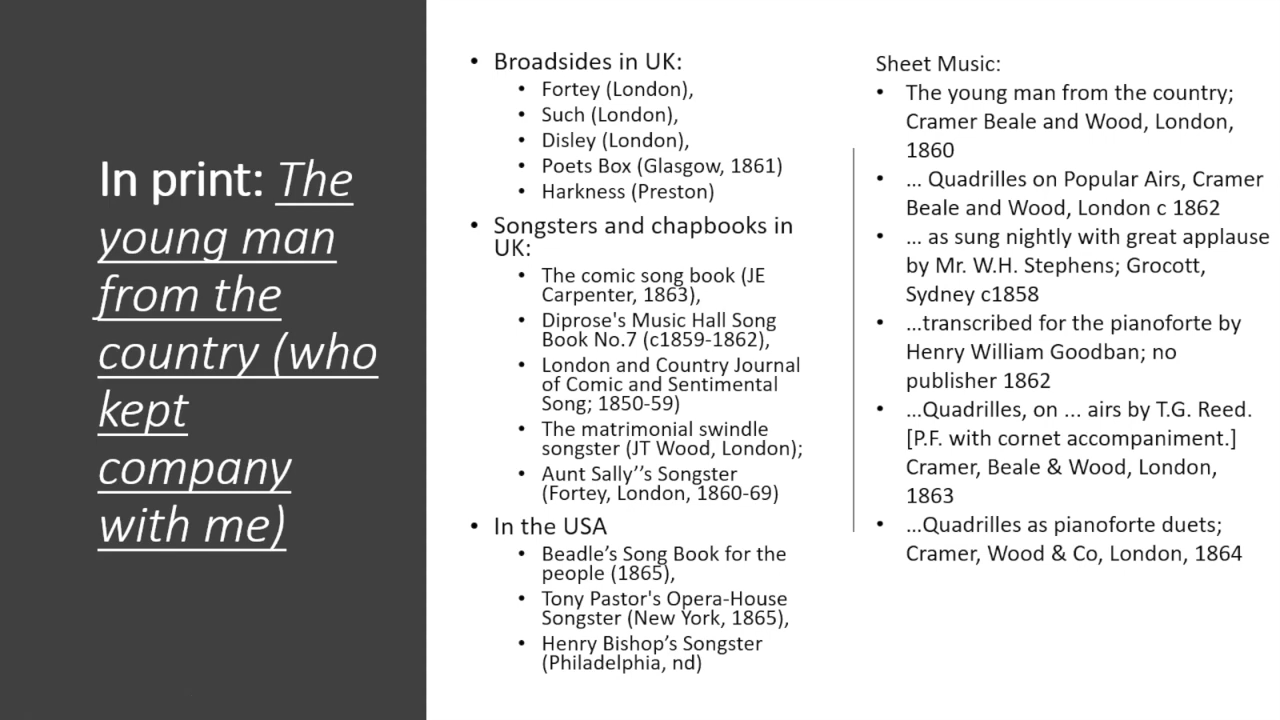 In print: The
young man
from the
country (who
kept
company
with me)
• Broadsides in UK:
• Fortey (London),
• Such (London),
• Disley (London),
• Poets Box (Glasgow, 1861)
• Harkness (Preston)
• Songsters and chapbooks in
UK:
• The comic song book (JE
Carpenter, 1863),
• Diprose's Music Hall Song
Book No.7 (c1859-1862),
• London and Country Journal
of Comic and Sentimental
Song; 1850-59)
• The matrimonial swindle
songster (JT Wood, London);
• Aunt Sally’’s Songster
(Fortey, London, 1860-69)
• In the USA
• Beadle’s Song Book for the
people (1865),
• Tony Pastor's Opera-House
Songster (New York, 1865),
• Henry Bishop’s Songster
(Philadelphia, nd)
Sheet Music:
• The young man from the country;
Cramer Beale and Wood, London,
1860
• ... Quadrilles on Popular Airs, Cramer
Beale and Wood, London c 1862
• ... as sung nightly with great applause
by Mr. W.H. Stephens; Grocott,
Sydney c1858
• ...transcribed for the pianoforte by
Henry William Goodban; no
publisher 1862
• ...Quadrilles, on ... airs by T.G. Reed.
[P.F. with cornet accompaniment.]
Cramer, Beale & Wood, London,
1863
• ...Quadrilles as pianoforte duets;
Cramer, Wood & Co, London, 1864